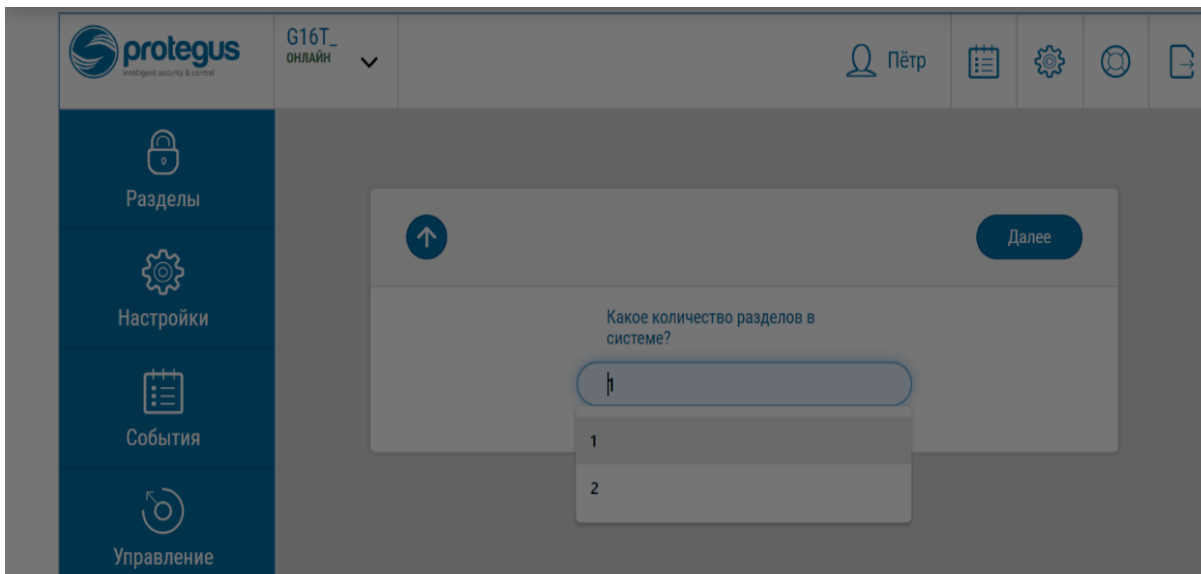 protegus
intelligent security & control
G16T_
ОНЛАЙН
Пётр
Разделы
Настройки
События
Управление
Далее
Какое количество разделов в
системе?
1
1
2